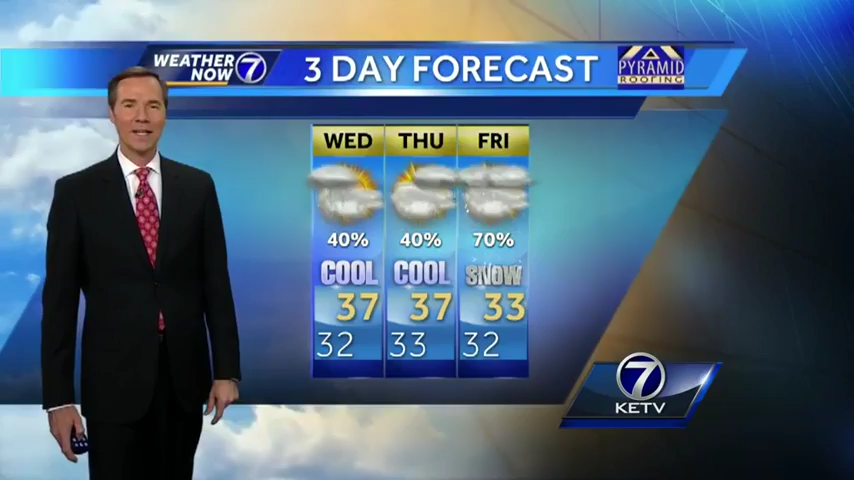 WEATHER NOW 7
3 DAY FORECAST
PYRAMID
ROOFING
WED THU FRI
40% 40% 70%
COOL COOL SNOW
37 37 33
32 33 32
7
KETV